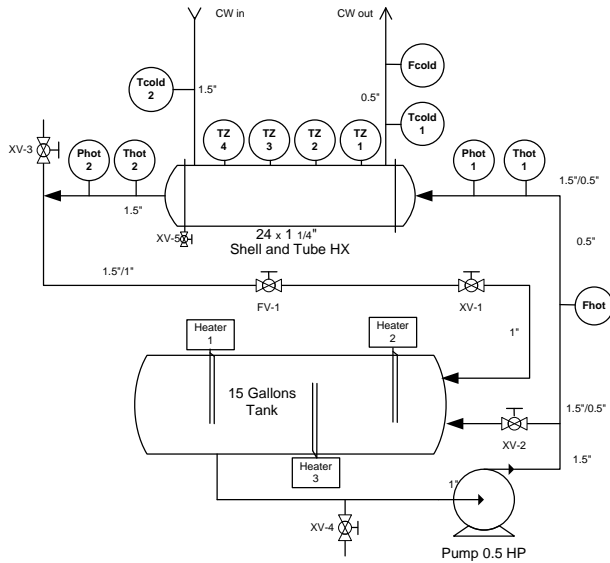 CW in
CW out
Tcold
2
1.5"
Fcold
0.5"
Tcold
1
TZ
4
TZ
3
TZ
2
TZ
1
XV-3
Phot
2
Thot
2
Phot
1
Thot
1
1.5"/0.5"
1.5"
XV-5
24 x 1 1/4"
Shell and Tube HX
0.5"
1.5"/1"
FV-1
XV-1
Fhot
Heater
1
Heater
2
1"
15 Gallons
Tank
1.5"/0.5"
XV-2
Heater
3
1.5"
1"
XV-4
Pump 0.5 HP